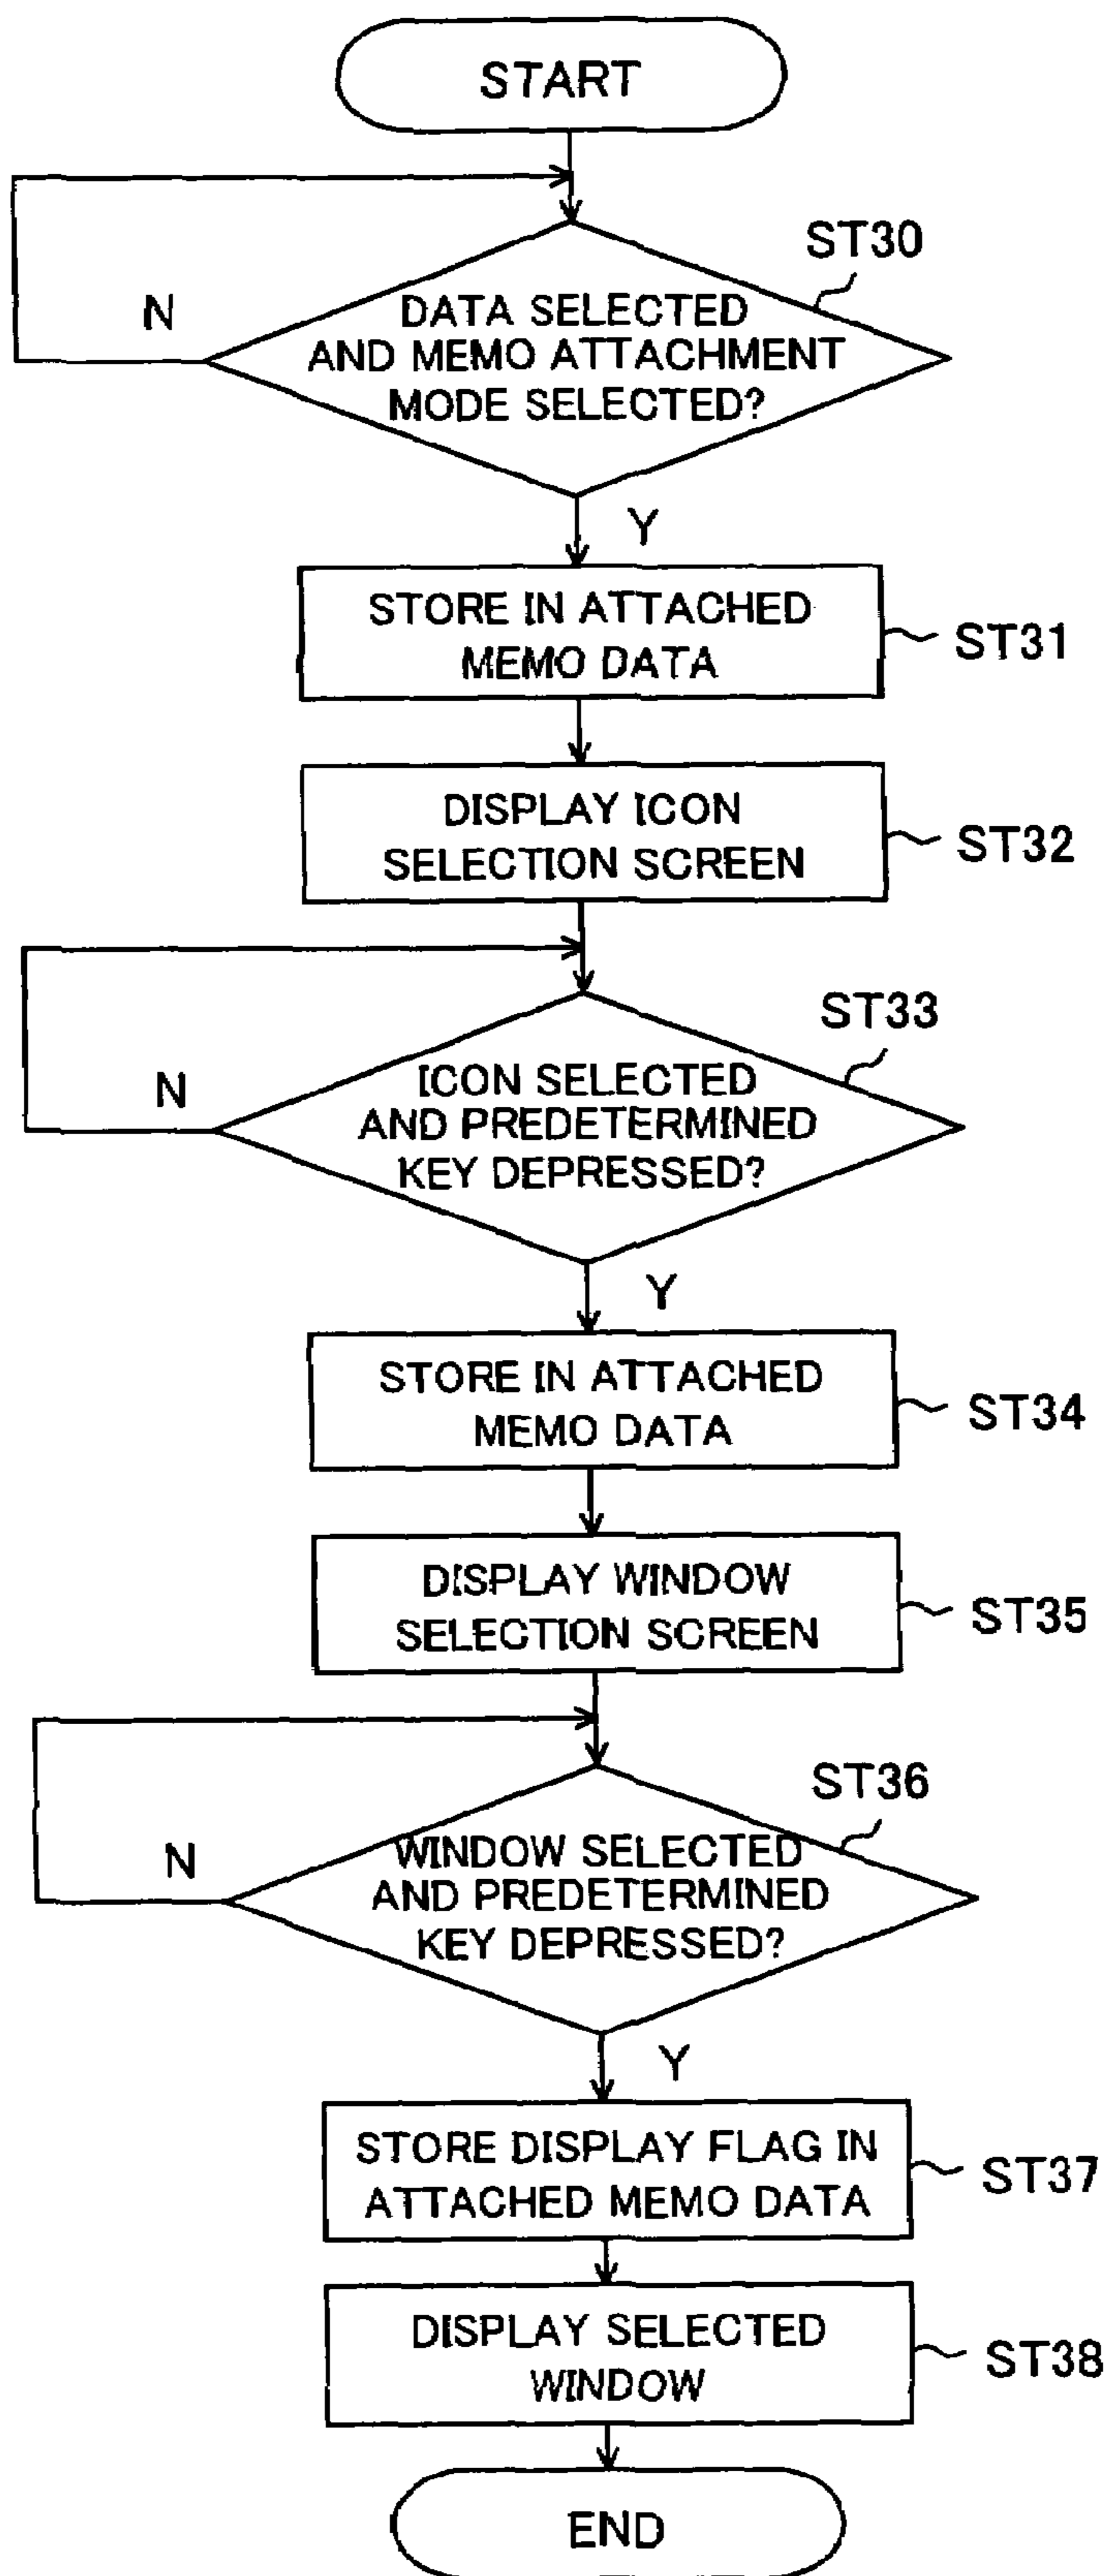 START
ST30
N
DATA SELECTED
AND MEMO ATTACHMENT
MODE SELECTED?
Y
STORE IN ATTACHED
MEMO DATA
ST31
DISPLAY ICON
SELECTION SCREEN
ST32
ST33
N
ICON SELECTED
AND PREDETERMINED
KEY DEPRESSED?
Y
STORE IN ATTACHED
MEMO DATA
ST34
DISPLAY WINDOW
SELECTION SCREEN
ST35
ST36
N
WINDOW SELECTED
AND PREDETERMINED
KEY DEPRESSED?
Y
STORE DISPLAY FLAG IN
ATTACHED MEMO DATA
ST37
DISPLAY SELECTED
WINDOW
ST38
END